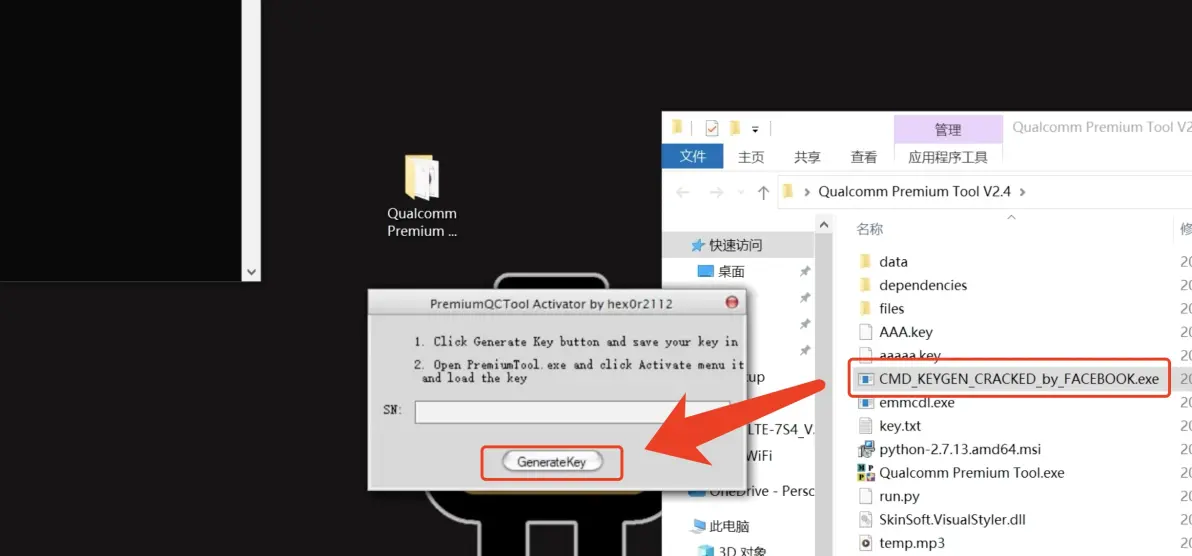 Qualcomm
Premium ...
管理
Qualcomm Premium Tool V2
文件
主页
共享
查看
应用程序工具
Qualcomm Premium Tool V2.4
快速访问
名称
桌面
data
dependencies
files
AAA.key
aaaaa.key
CMD_KEYGEN_CRACKED_by_FACEBOOK.exe
emmcdl.exe
key.txt
python-2.7.13.amd64.msi
Qualcomm Premium Tool.exe
run.py
SkinSoft.VisualStyler.dll
temp.mp3
LTE-7S4_V.
WiFi
OneDrive - Persc
此电脑
3D 对象
PremiumQCTool Activator by hex0r2112
1. Click Generate Key button and save your key in
2. Open PremiumTool.exe and click Activate menu it
and load the key
SN:
GenerateKey